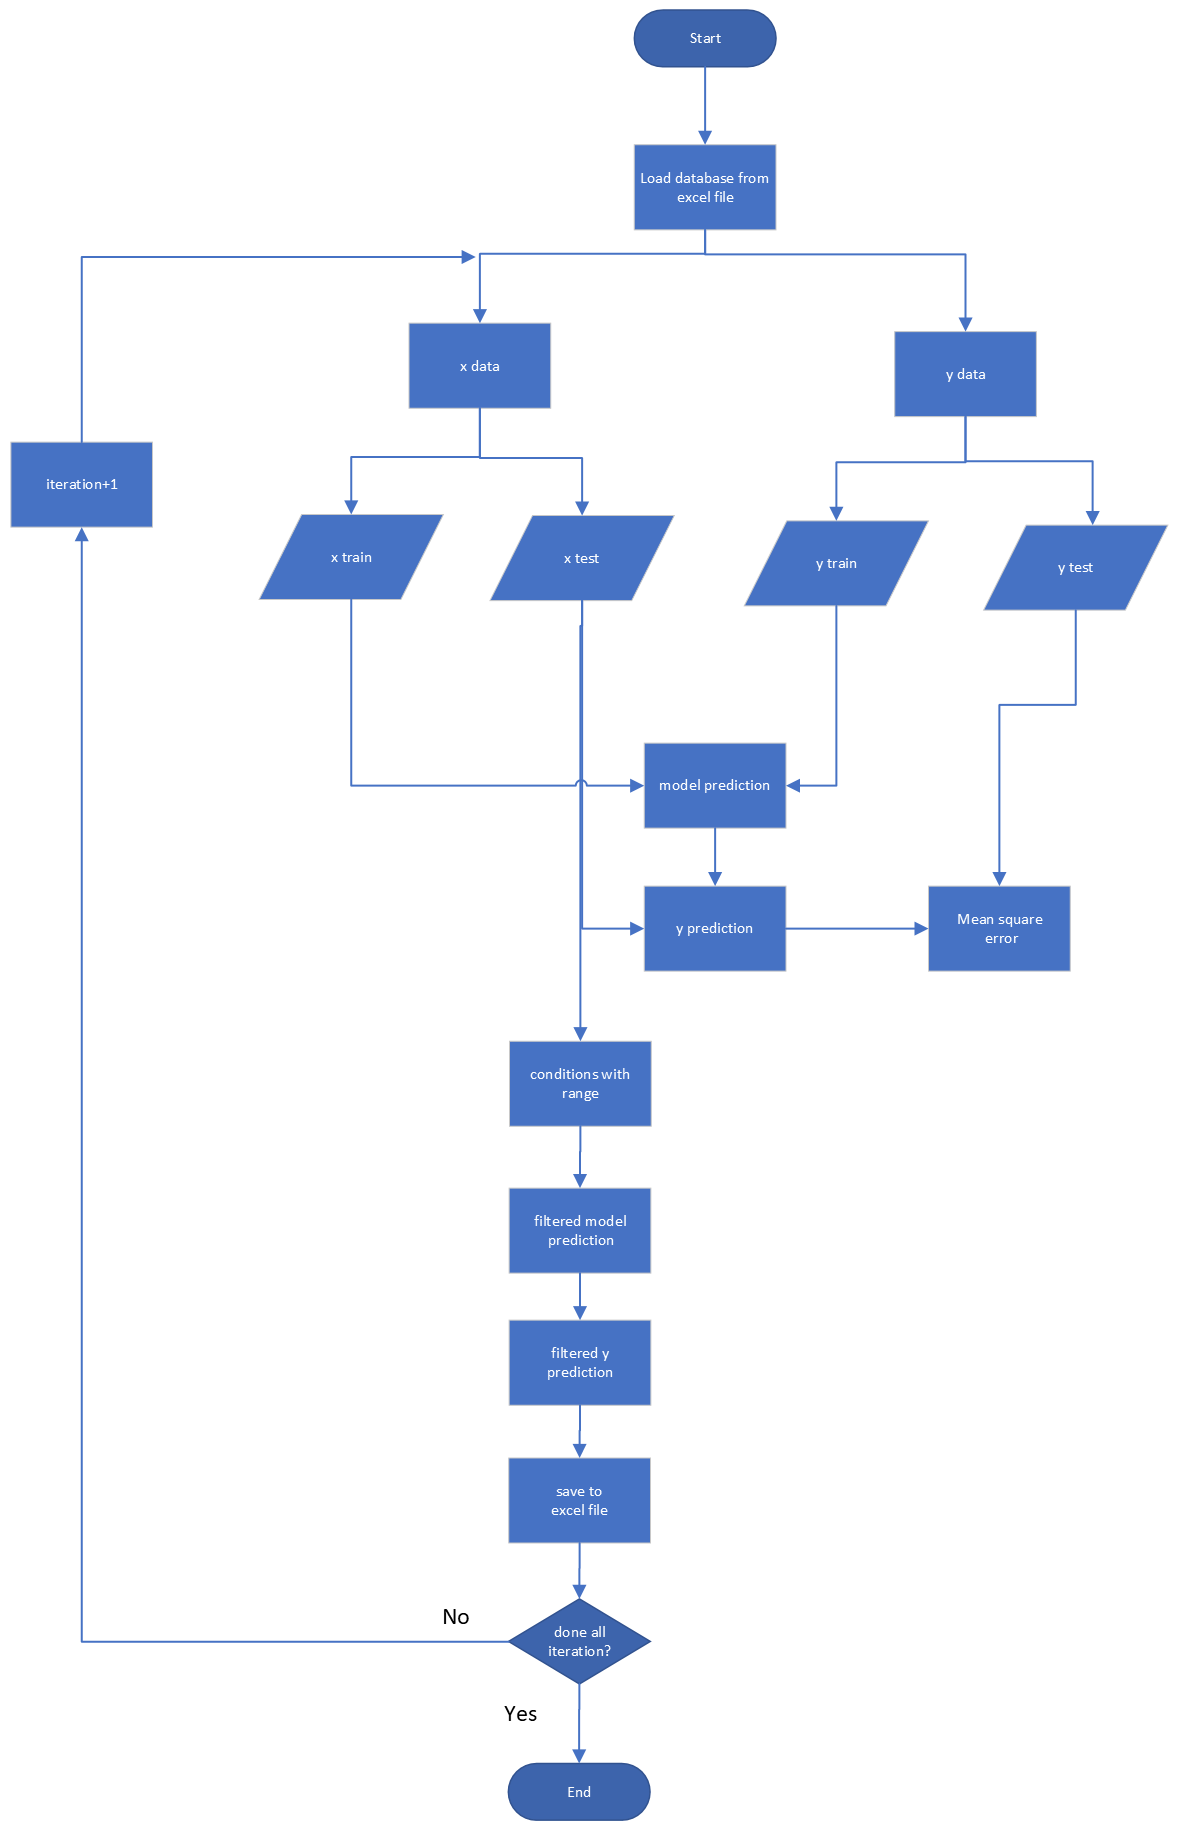 Start
Load database from
excel file
x data
y data
iteration+1
x train
x test
y train
y test
model prediction
y prediction
Mean square
error
conditions with
range
filtered model
prediction
filtered y
prediction
save to
excel file
No
done all
iteration?
Yes
End